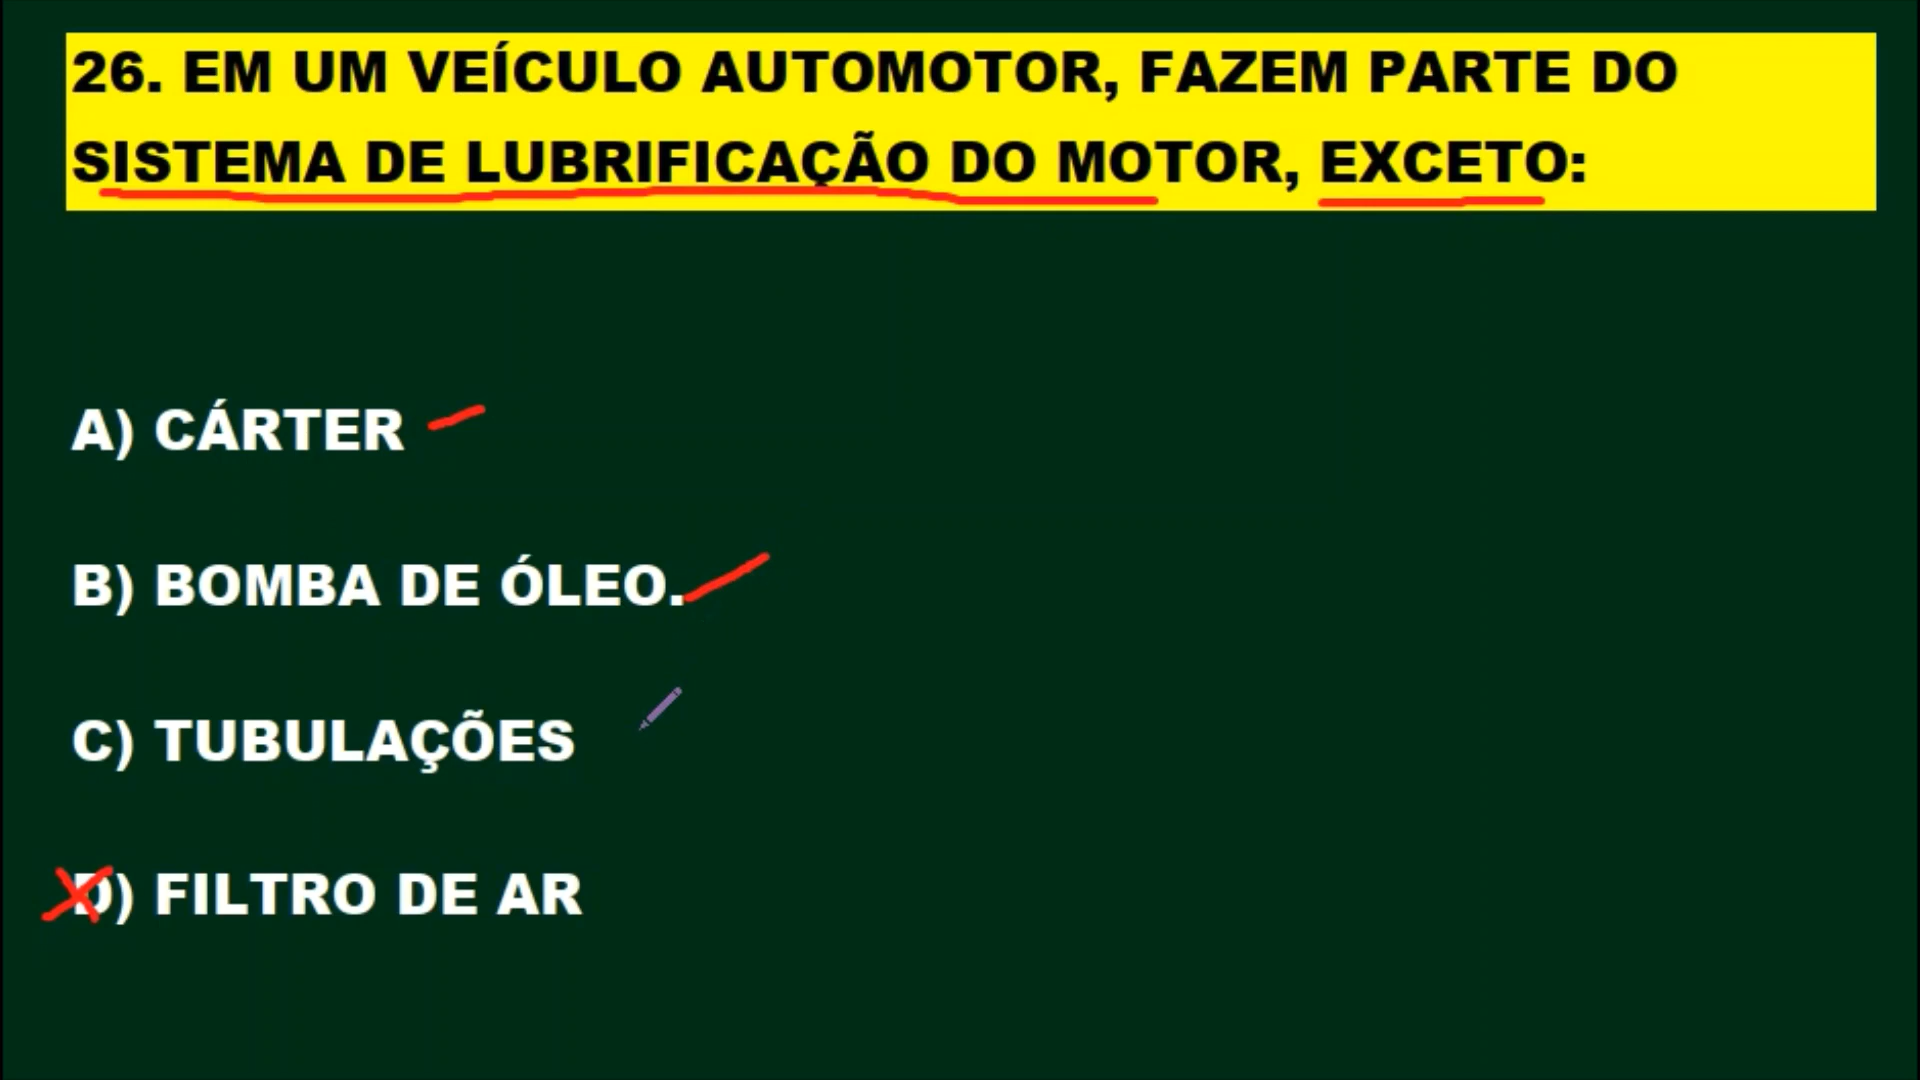 26. EM UM VEÍCULO AUTOMOTOR, FAZEM PARTE DO
SISTEMA DE LUBRIFICAÇÃO DO MOTOR, EXCETO:
A) CÁRTER
B) BOMBA DE ÓLEO.
C) TUBULAÇÕES
D) FILTRO DE AR